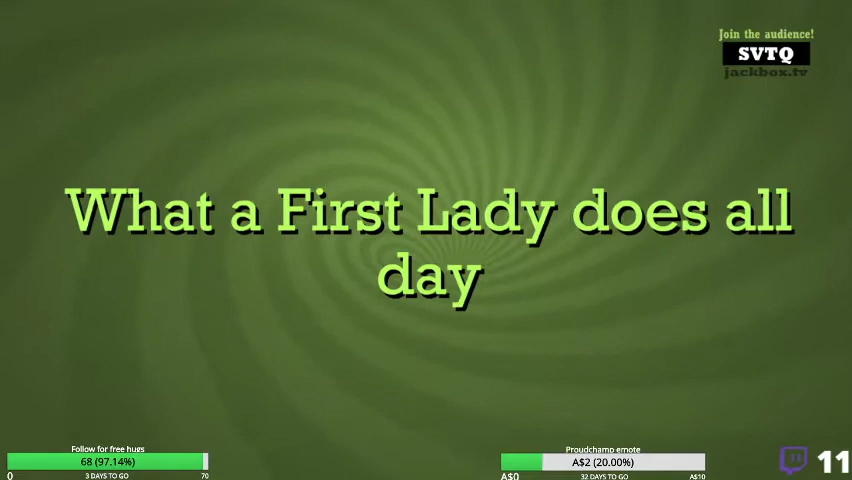 Join the audience!
SVTQ
jackbox.tv
What a First Lady does all
day
Follow for free hugs
68 (97.14%)
0 3 DAYS TO GO 70
Proudchamp emote
A$2 (20.00%)
A$0 32 DAYS TO GO A$10
11